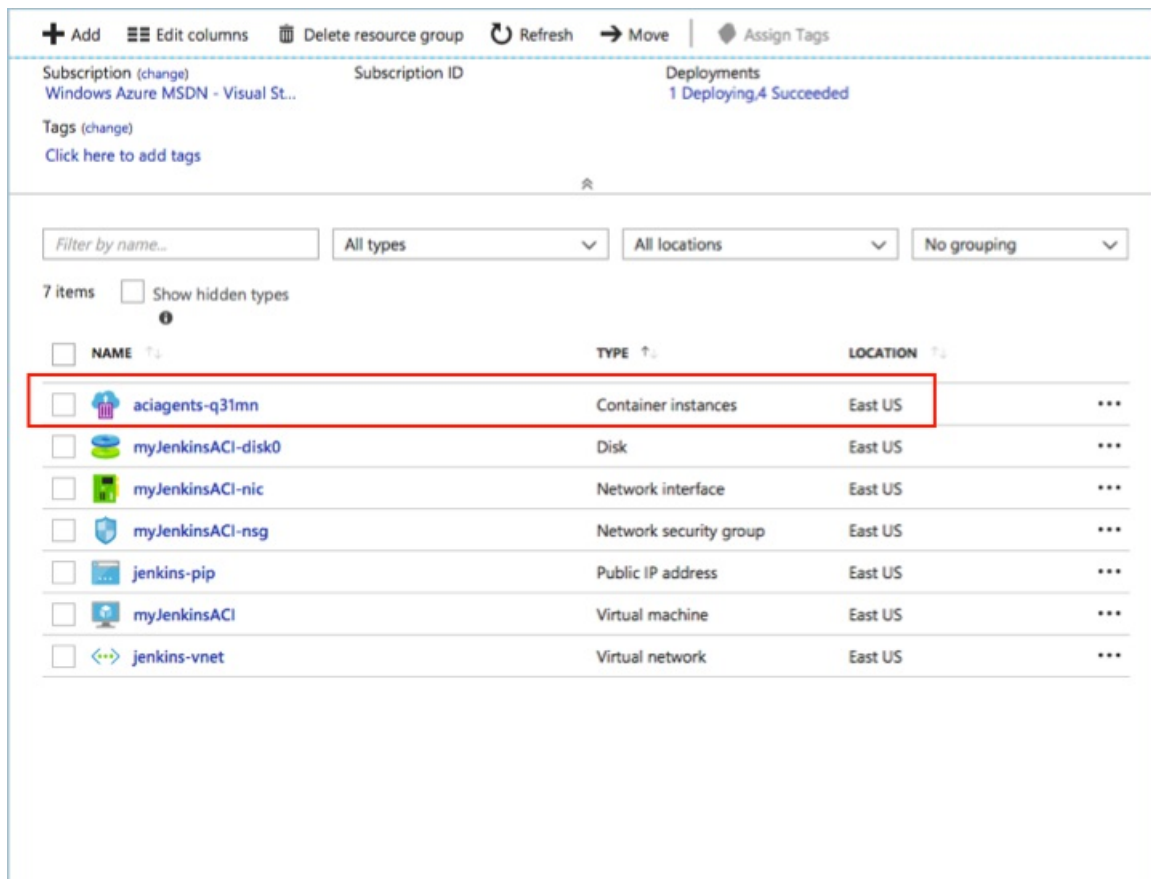 Add Edit columns Delete resource group Refresh Move Assign Tags
Subscription (change) Subscription ID Deployments
Windows Azure MSDN - Visual St... 1 Deploying,4 Succeeded
Tags (change)
Click here to add tags
Filter by name... All types All locations No grouping
7 items Show hidden types
NAME TYPE LOCATION
aciagents-q31mn Container instances East US ...
myJenkinsACI-disk0 Disk East US ...
myJenkinsACI-nic Network interface East US ...
myJenkinsACI-nsg Network security group East US ...
jenkins-pip Public IP address East US ...
myJenkinsACI Virtual machine East US ...
jenkins-vnet Virtual network East US ...